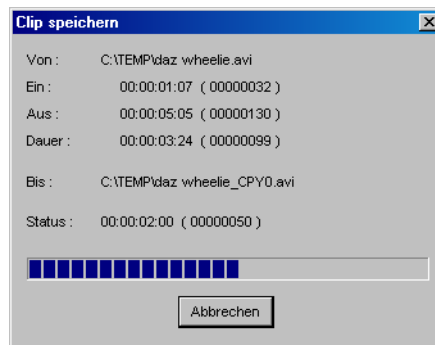 Clip speichern
Von : C:\TEMP\daz wheelie.avi
Ein : 00:00:01:07 ( 00000032 )
Aus : 00:00:05:05 ( 00000130 )
Dauer : 00:00:03:24 ( 00000099 )
Bis : C:\TEMP\daz wheelie_CPY0.avi
Status : 00:00:02:00 ( 00000050 )
Abbrechen